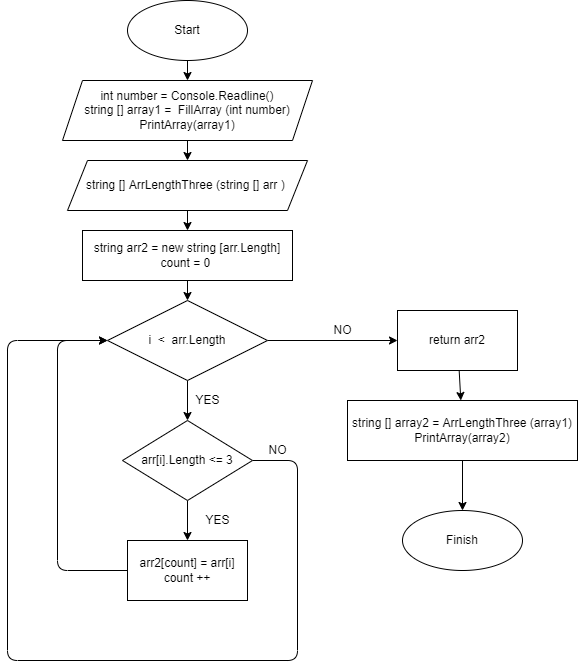 Start
int number = Console.Readline()
string [] array1 = FillArray (int number)
PrintArray(array1)
string [] ArrLengthThree (string [] arr )
string arr2 = new string [arr.Length]
count = 0
i < arr.Length
NO
return arr2
YES
string [] array2 = ArrLengthThree (array1)
PrintArray(array2)
arr[i].Length <= 3
NO
YES
Finish
arr2[count] = arr[i]
count ++